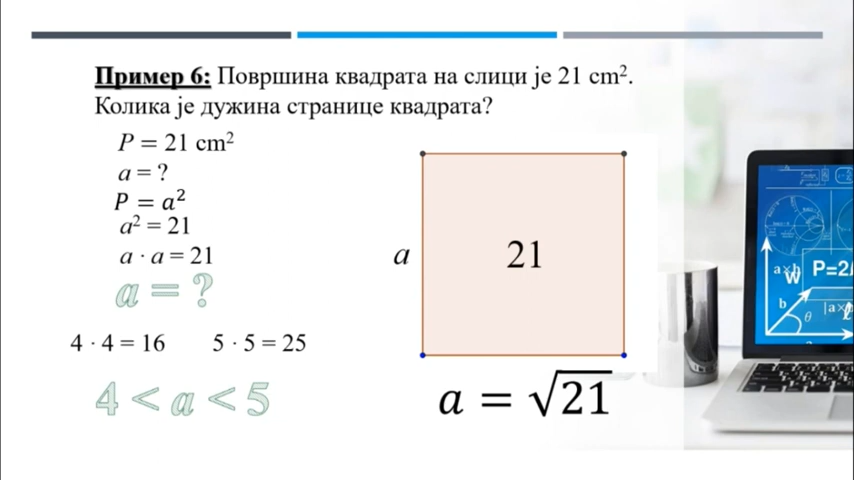 Пример 6: Површина квадрата на слици је 21 cm².
Колика је дужина странице квадрата?
P = 21 cm²
a = ?
P = a²
a² = 21
a · a = 21
a = ?
4 · 4 = 16 5 · 5 = 25
4 < a < 5
a
21
a = √21
P=2
b
θ